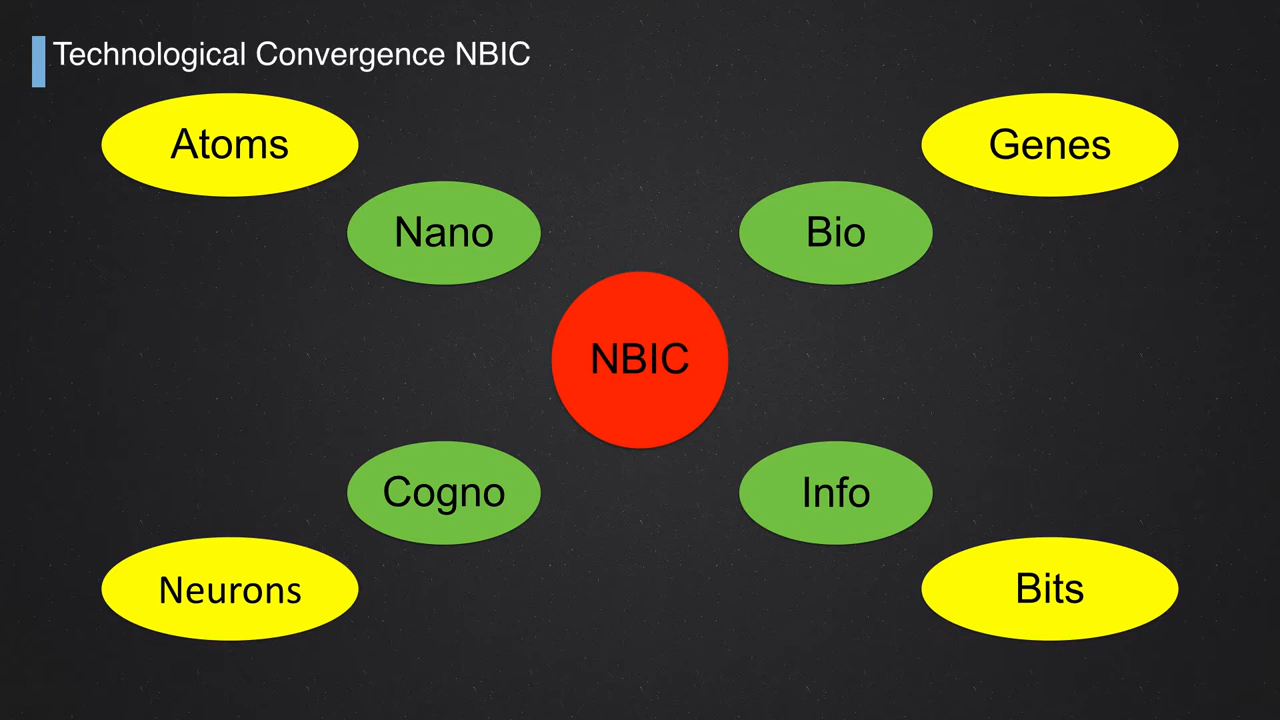 Technological Convergence NBIC
Atoms
Genes
Nano
Bio
NBIC
Cogno
Info
Neurons
Bits